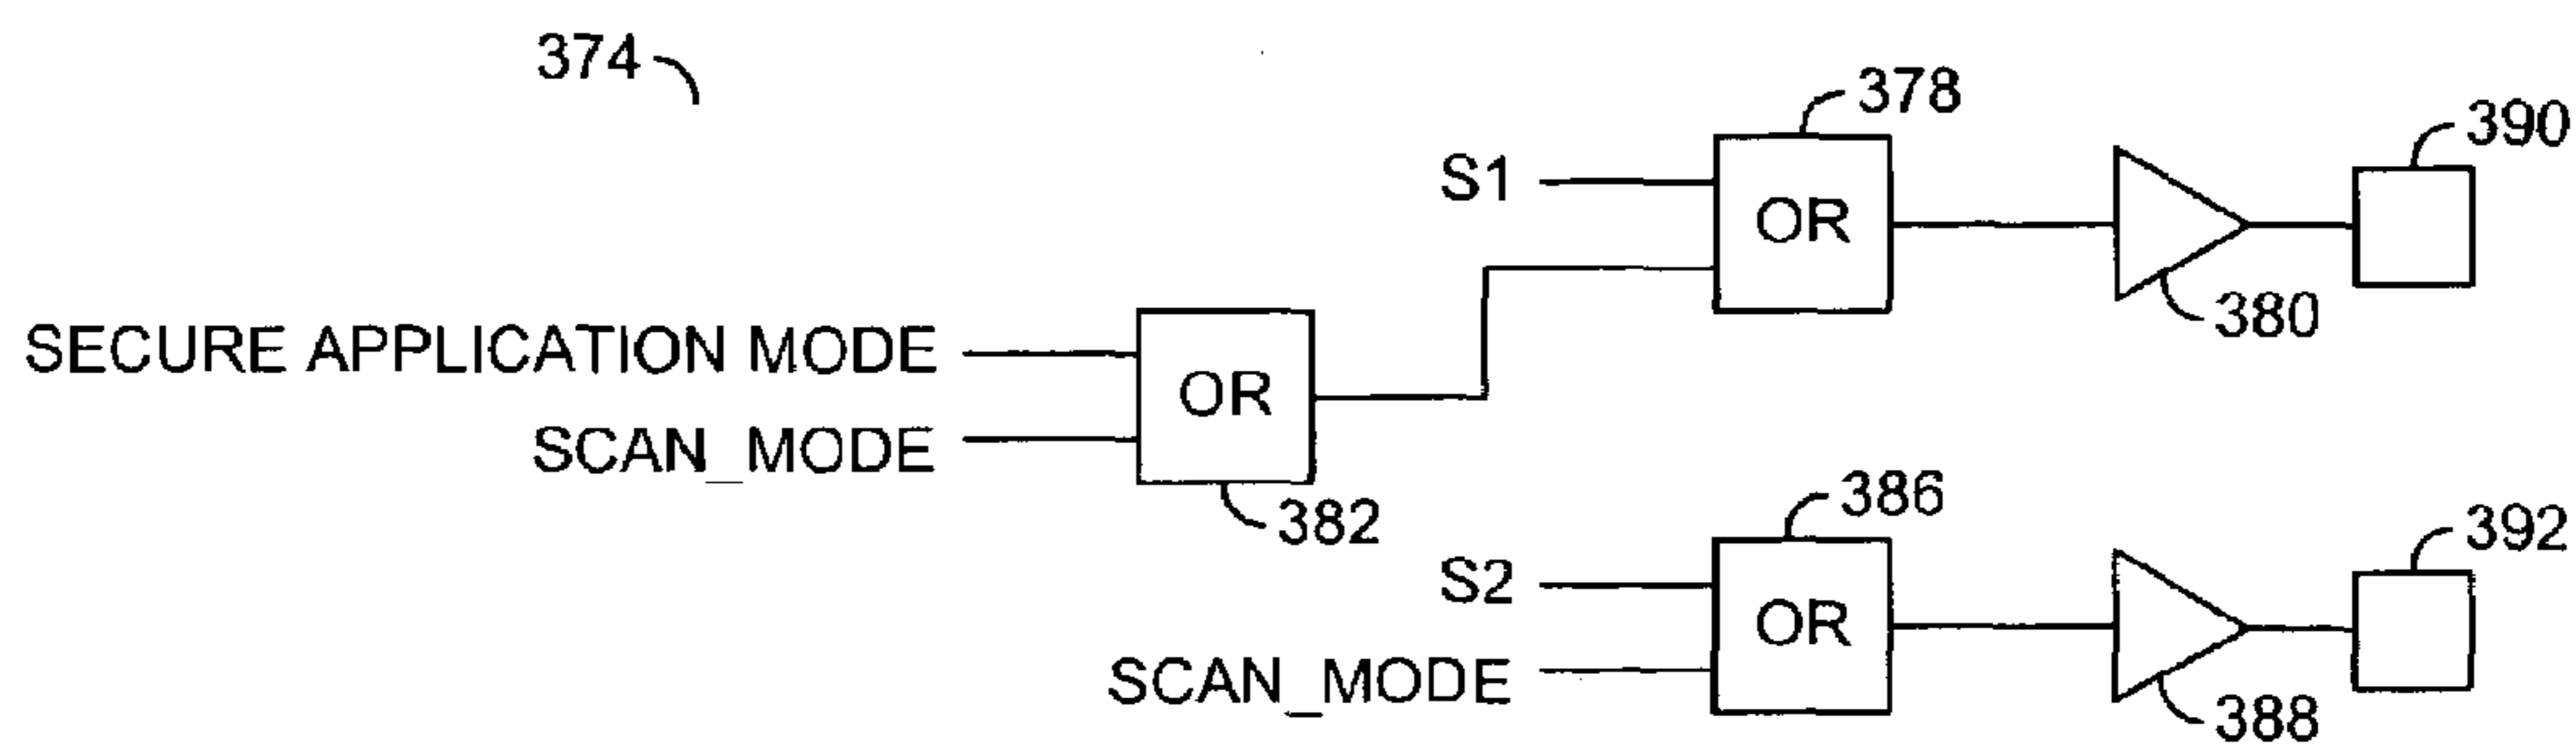 374
378
390
S1
OR
380
SECURE APPLICATION MODE
OR
SCAN_MODE
382
386
392
S2
OR
SCAN_MODE
388